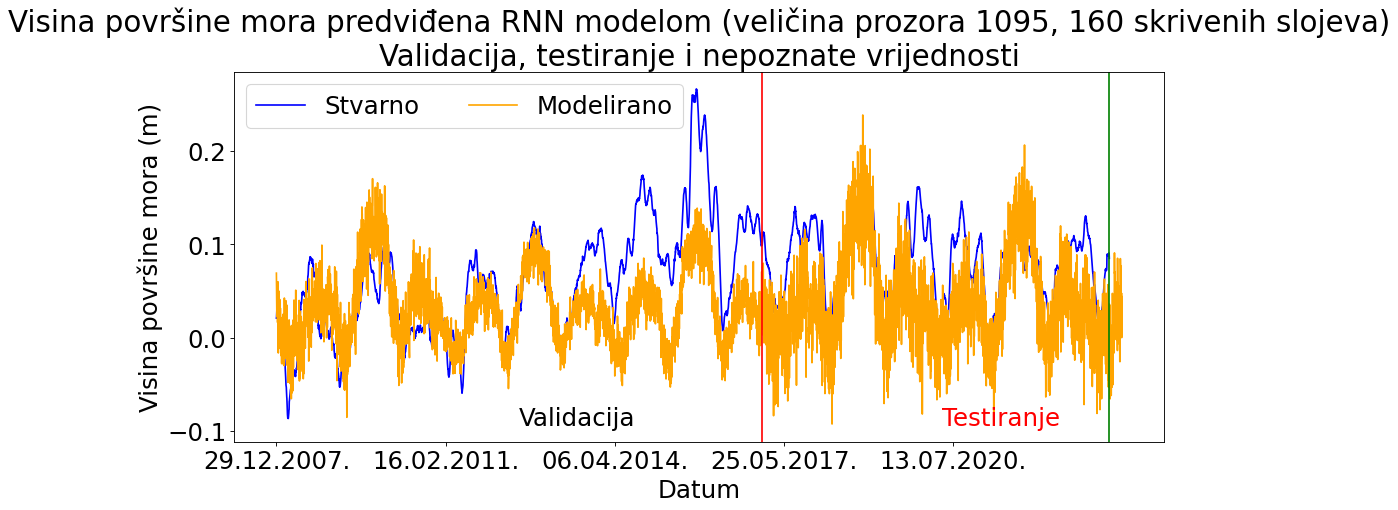 Visina površine mora predviđena RNN modelom (veličina prozora 1095, 160 skrivenih slojeva)
Validacija, testiranje i nepoznate vrijednosti
Stvarno
Modelirano
Visina površine mora (m)
0.2
0.1
0.0
−0.1
Validacija
Testiranje
29.12.2007.
16.02.2011.
06.04.2014.
25.05.2017.
13.07.2020.
Datum